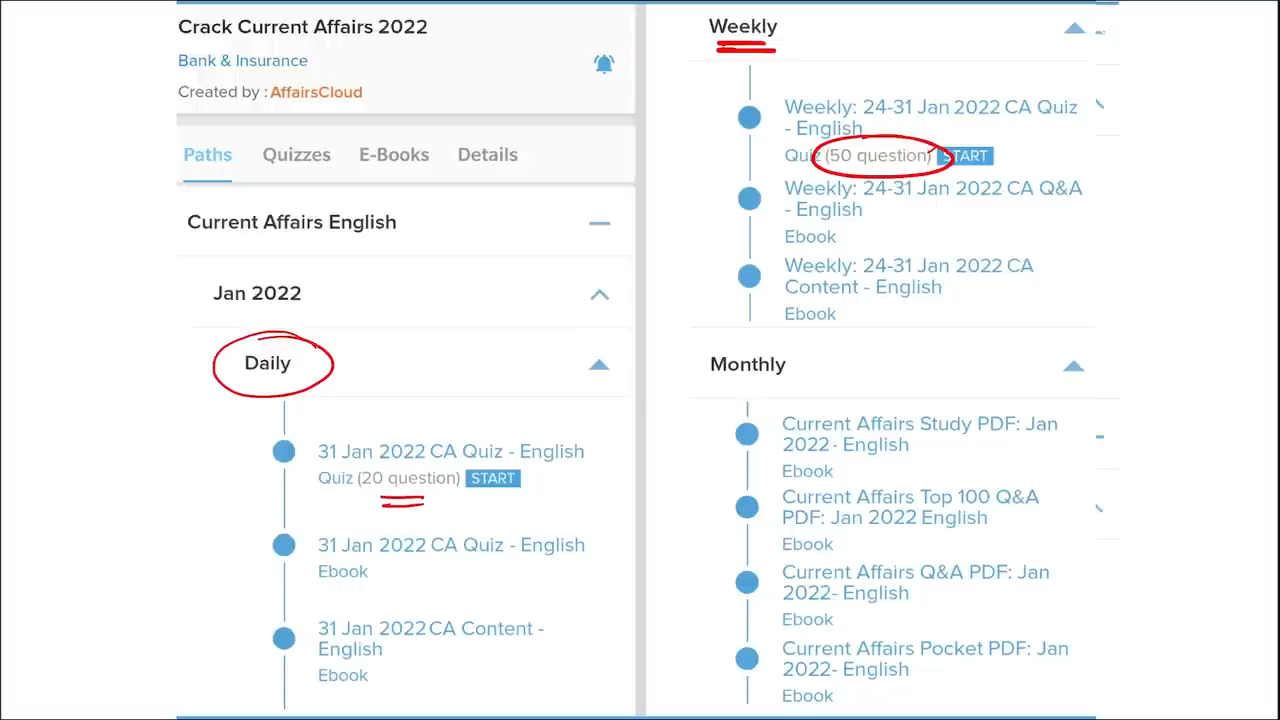 Crack Current Affairs 2022
Bank & Insurance
Created by : AffairsCloud
Paths Quizzes E-Books Details
Current Affairs English
Jan 2022
Daily
31 Jan 2022 CA Quiz - English
Quiz (20 question) START
31 Jan 2022 CA Quiz - English
Ebook
31 Jan 2022 CA Content -
English
Ebook
Weekly
Weekly: 24-31 Jan 2022 CA Quiz
- English
Quiz (50 question) START
Weekly: 24-31 Jan 2022 CA Q&A
- English
Ebook
Weekly: 24-31 Jan 2022 CA
Content - English
Ebook
Monthly
Current Affairs Study PDF: Jan
2022- English
Ebook
Current Affairs Top 100 Q&A
PDF: Jan 2022 English
Ebook
Current Affairs Q&A PDF: Jan
2022- English
Ebook
Current Affairs Pocket PDF: Jan
2022- English
Ebook